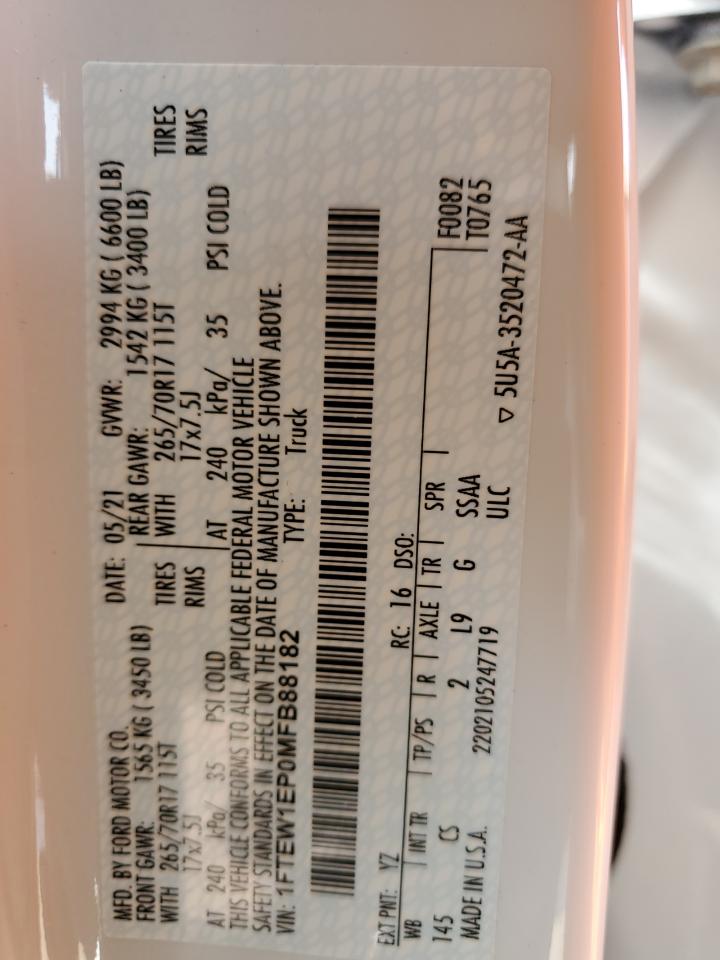 MFD. BY FORD MOTOR CO. DATE: 05/21 GVWR: 2994 KG ( 6600 LB)
FRONT GAWR: 1565 KG ( 3450 LB) REAR GAWR: 1542 KG ( 3400 LB)
WITH 265/70R17 115T TIRES WITH 265/70R17 115T TIRES
17x7.5J RIMS 17x7.5J RIMS
AT 240 kPa/ 35 PSI COLD AT 240 kPa/ 35 PSI COLD
THIS VEHICLE CONFORMS TO ALL APPLICABLE FEDERAL MOTOR VEHICLE
SAFETY STANDARDS IN EFFECT ON THE DATE OF MANUFACTURE SHOWN ABOVE.
VIN: 1FTEW1EP0MFB88182 TYPE: Truck
EXT PNT: YZ RC: 16 DSO:
WB INT TR TP/PS R AXLE TR SPR F0082
145 CS 2 L9 G SSAA T0765
MADE IN U.S.A. 2202105247719 ULC ▽ 5U5A-3520472-AA